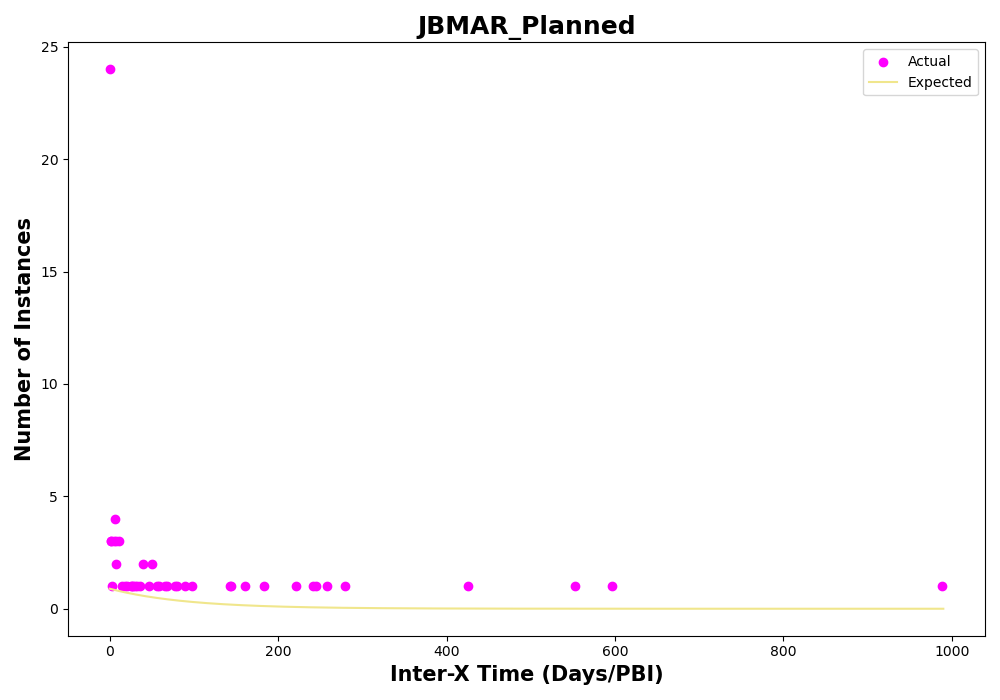 JBMAR_Planned
Actual
Expected
Number of Instances
25
20
15
10
5
0
0
200
400
600
800
1000
Inter-X Time (Days/PBI)